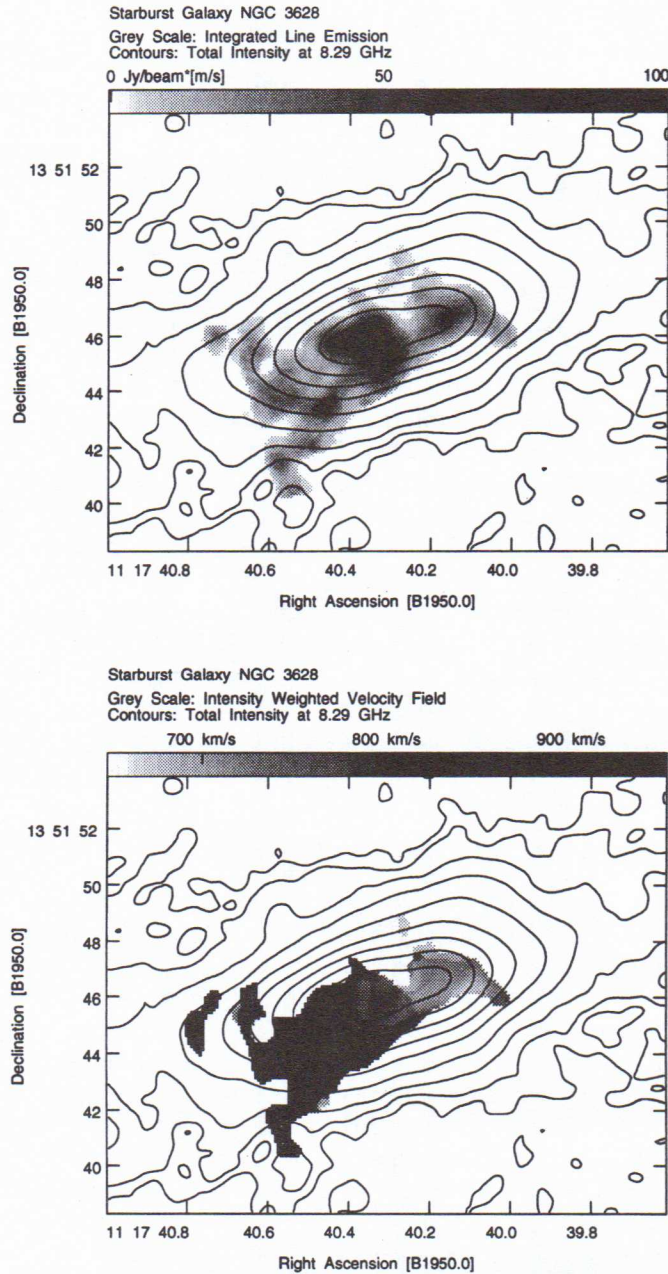 Starburst Galaxy NGC 3628
Grey Scale: Integrated Line Emission
Contours: Total Intensity at 8.29 GHz
0 Jy/beam*[m/s] 50 100
13 51 52
50
48
46
44
42
40
Declination [B1950.0]
11 17 40.8 40.6 40.4 40.2 40.0 39.8
Right Ascension [B1950.0]
Starburst Galaxy NGC 3628
Grey Scale: Intensity Weighted Velocity Field
Contours: Total Intensity at 8.29 GHz
700 km/s 800 km/s 900 km/s
13 51 52
50
48
46
44
42
40
Declination [B1950.0]
11 17 40.8 40.6 40.4 40.2 40.0 39.8
Right Ascension [B1950.0]